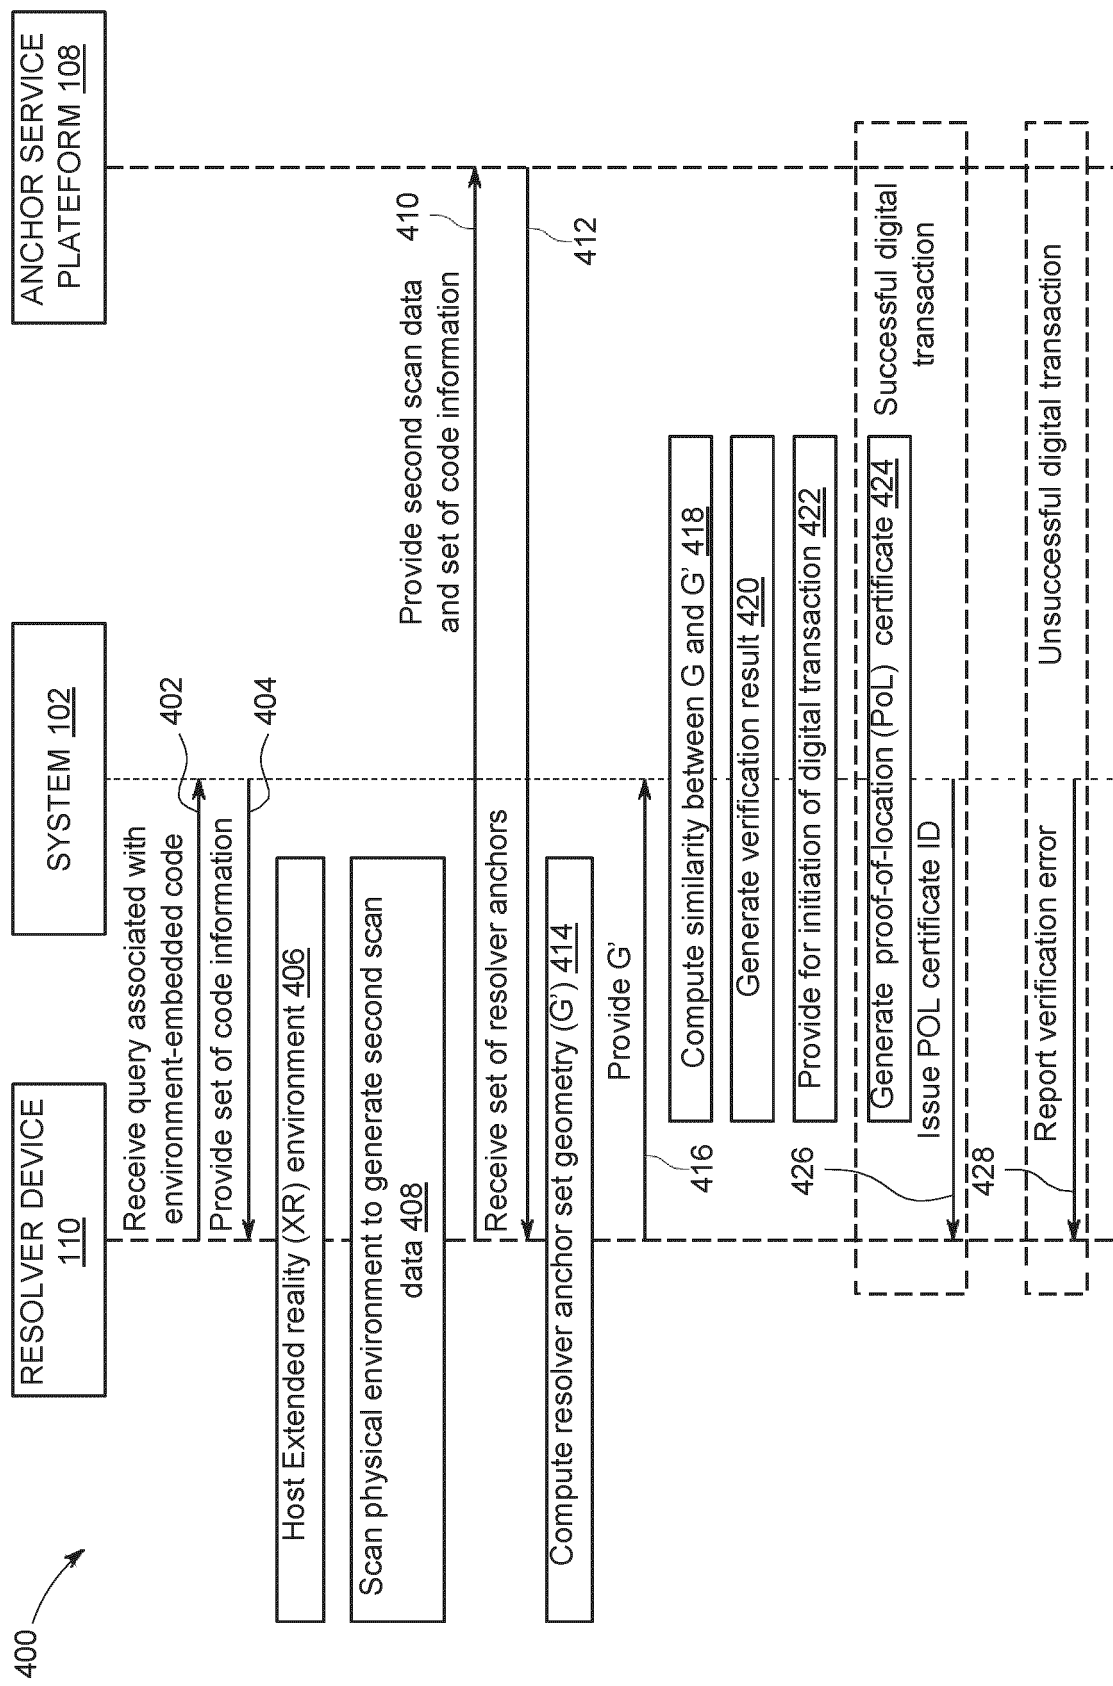 400
RESOLVER DEVICE
110
SYSTEM 102
ANCHOR SERVICE
PLATEFORM 108
Receive query associated with
environment-embedded code
402
Provide set of code information
404
Host Extended reality (XR) environment 406
Scan physical environment to generate second scan
data 408
Provide second scan data
and set of code information
410
Receive set of resolver anchors
412
Compute resolver anchor set geometry (G') 414
Provide G'
416
Compute similarity between G and G' 418
Generate verification result 420
Provide for initiation of digital transaction 422
Generate proof-of-location (PoL) certificate 424
Successful digital
transaction
Issue POL certificate ID
426
Report verification error
428
Unsuccessful digital transaction